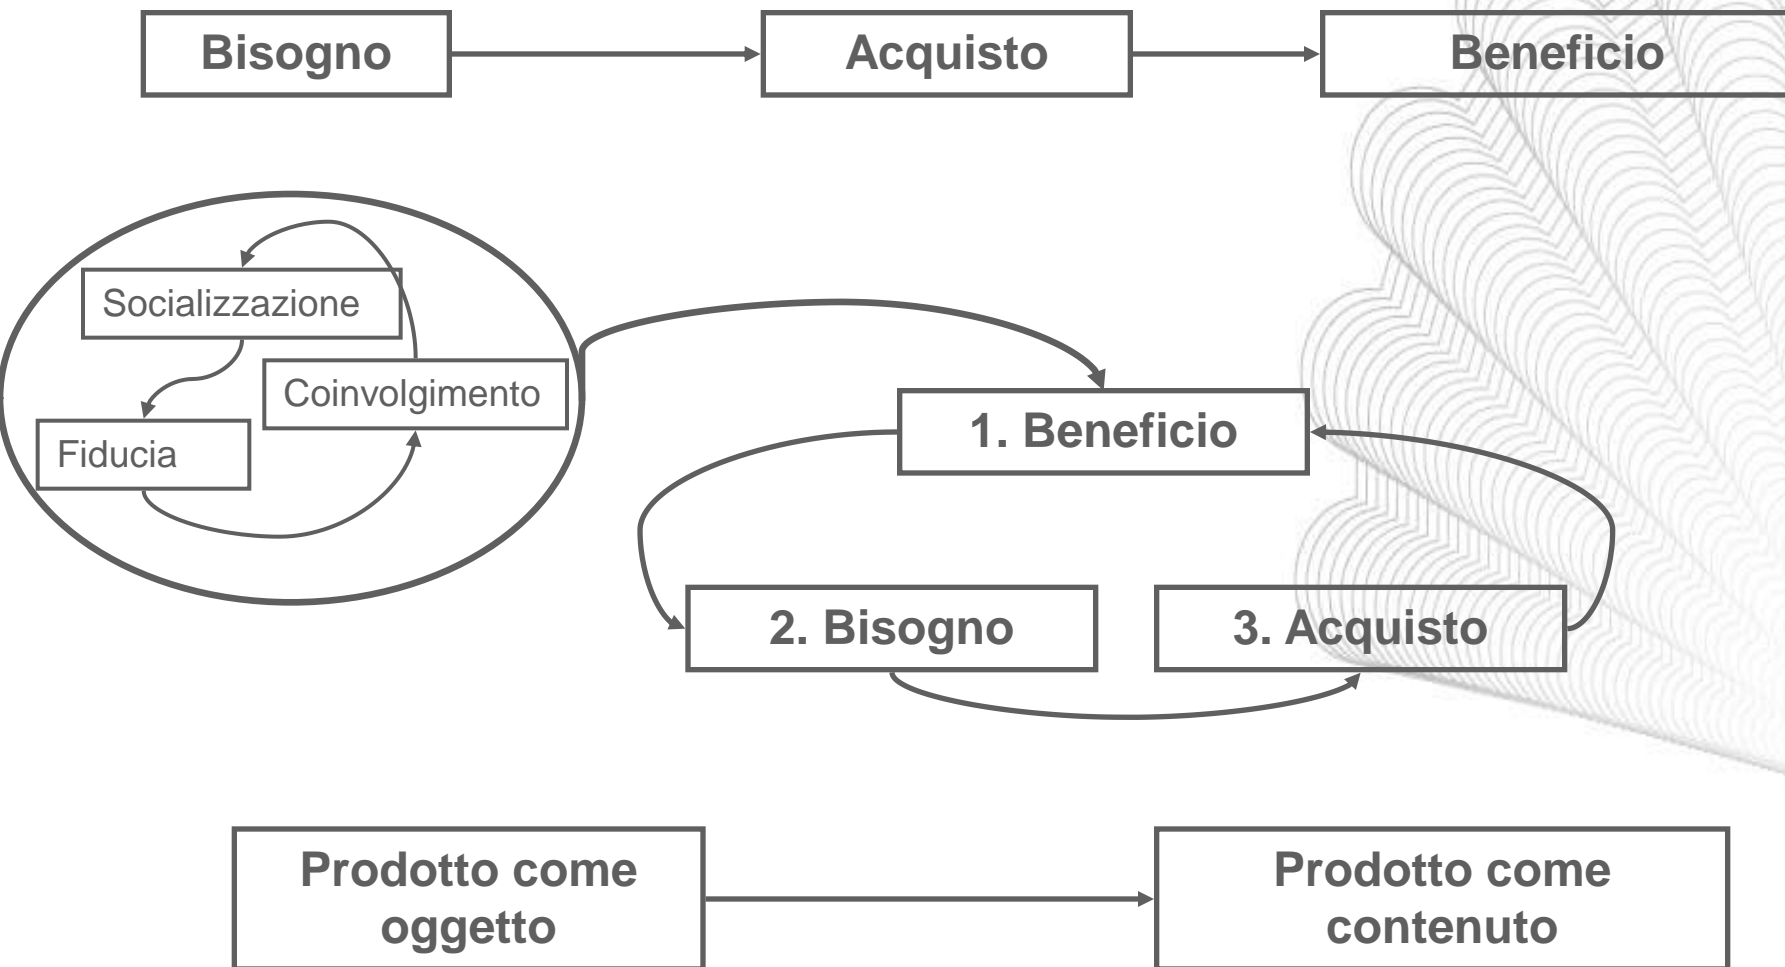 Bisogno
Acquisto
Beneficio
Socializzazione
Coinvolgimento
Fiducia
1. Beneficio
2. Bisogno
3. Acquisto
Prodotto come
oggetto
Prodotto come
contenuto